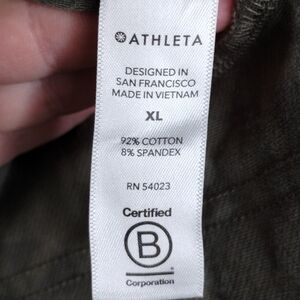 ATHLETA
DESIGNED IN
SAN FRANCISCO
MADE IN VIETNAM
XL
92% COTTON
8% SPANDEX
RN 54023
Certified
B
Corporation